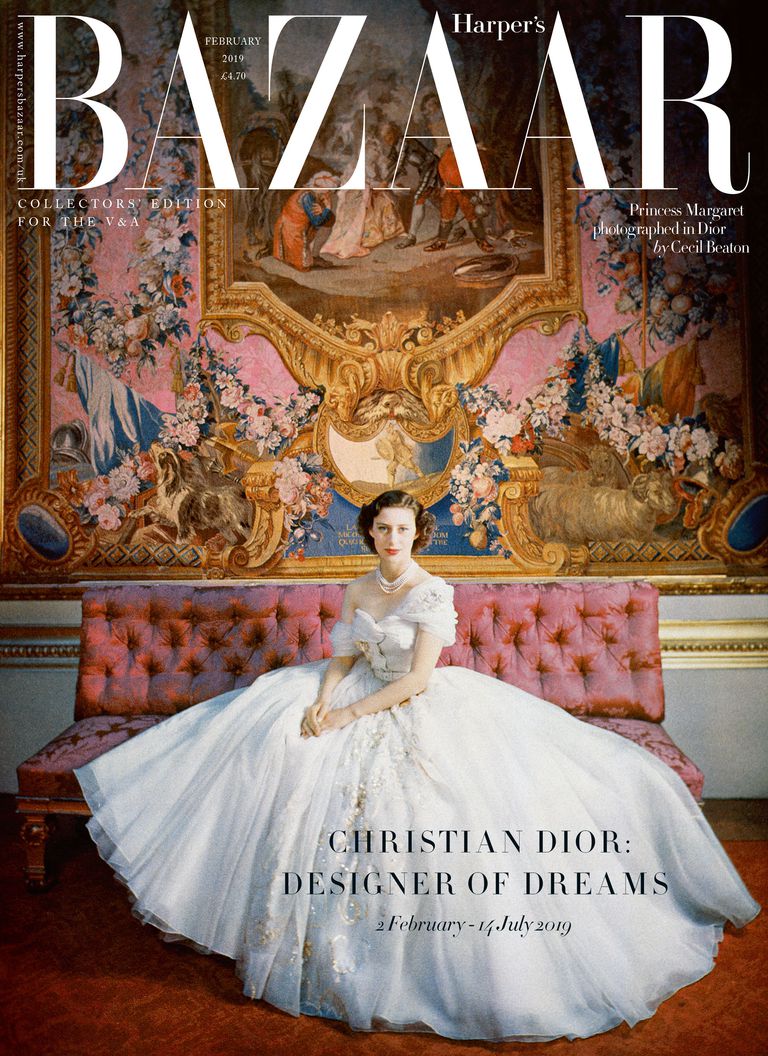 www.harpersbazaar.com/uk
Harper's
BAZAAR
FEBRUARY
2019
£4.70
COLLECTORS' EDITION
FOR THE V&A
Princess Margaret
photographed in Dior
by Cecil Beaton
CHRISTIAN DIOR:
DESIGNER OF DREAMS
2 February - 14 July 2019